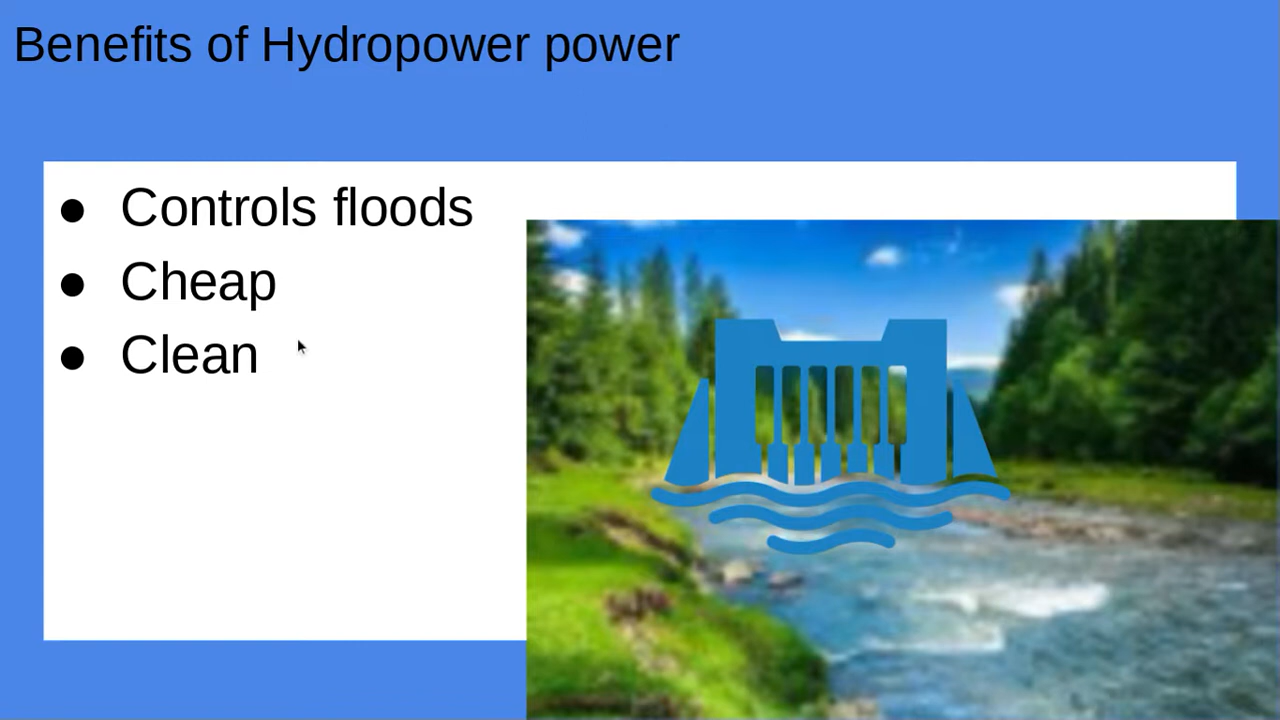 Benefits of Hydropower power
● Controls floods
● Cheap
● Clean